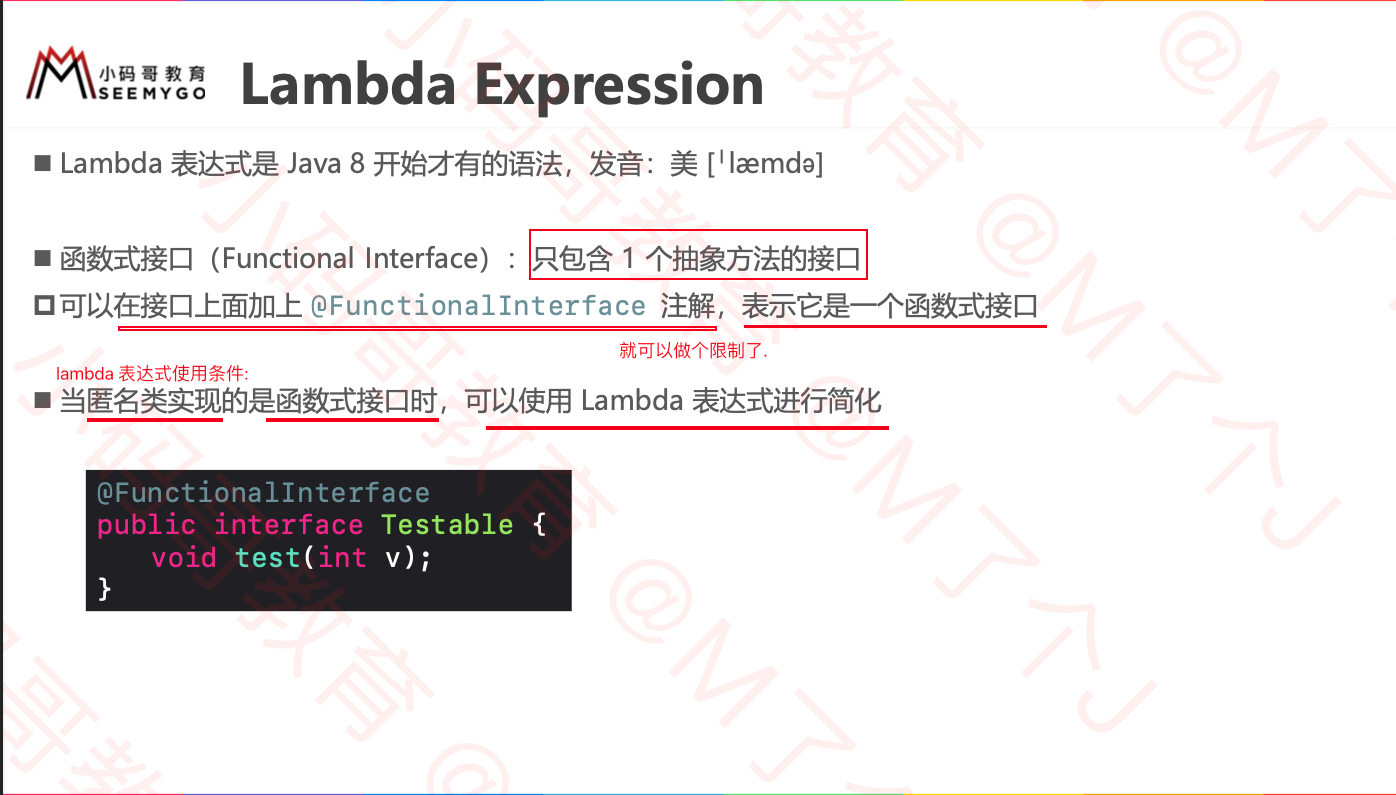 小码哥教育
SEEMYGO
Lambda Expression
■ Lambda 表达式是 Java 8 开始才有的语法，发音：美 [ˈlæmdə]
■ 函数式接口（Functional Interface）：只包含 1 个抽象方法的接口
可以在接口上面加上 @FunctionalInterface 注解，表示它是一个函数式接口
就可以做个限制了.
lambda 表达式使用条件:
■ 当匿名类实现的是函数式接口时，可以使用 Lambda 表达式进行简化
@FunctionalInterface
public interface Testable {
void test(int v);
}
小码哥教育 @M了个J